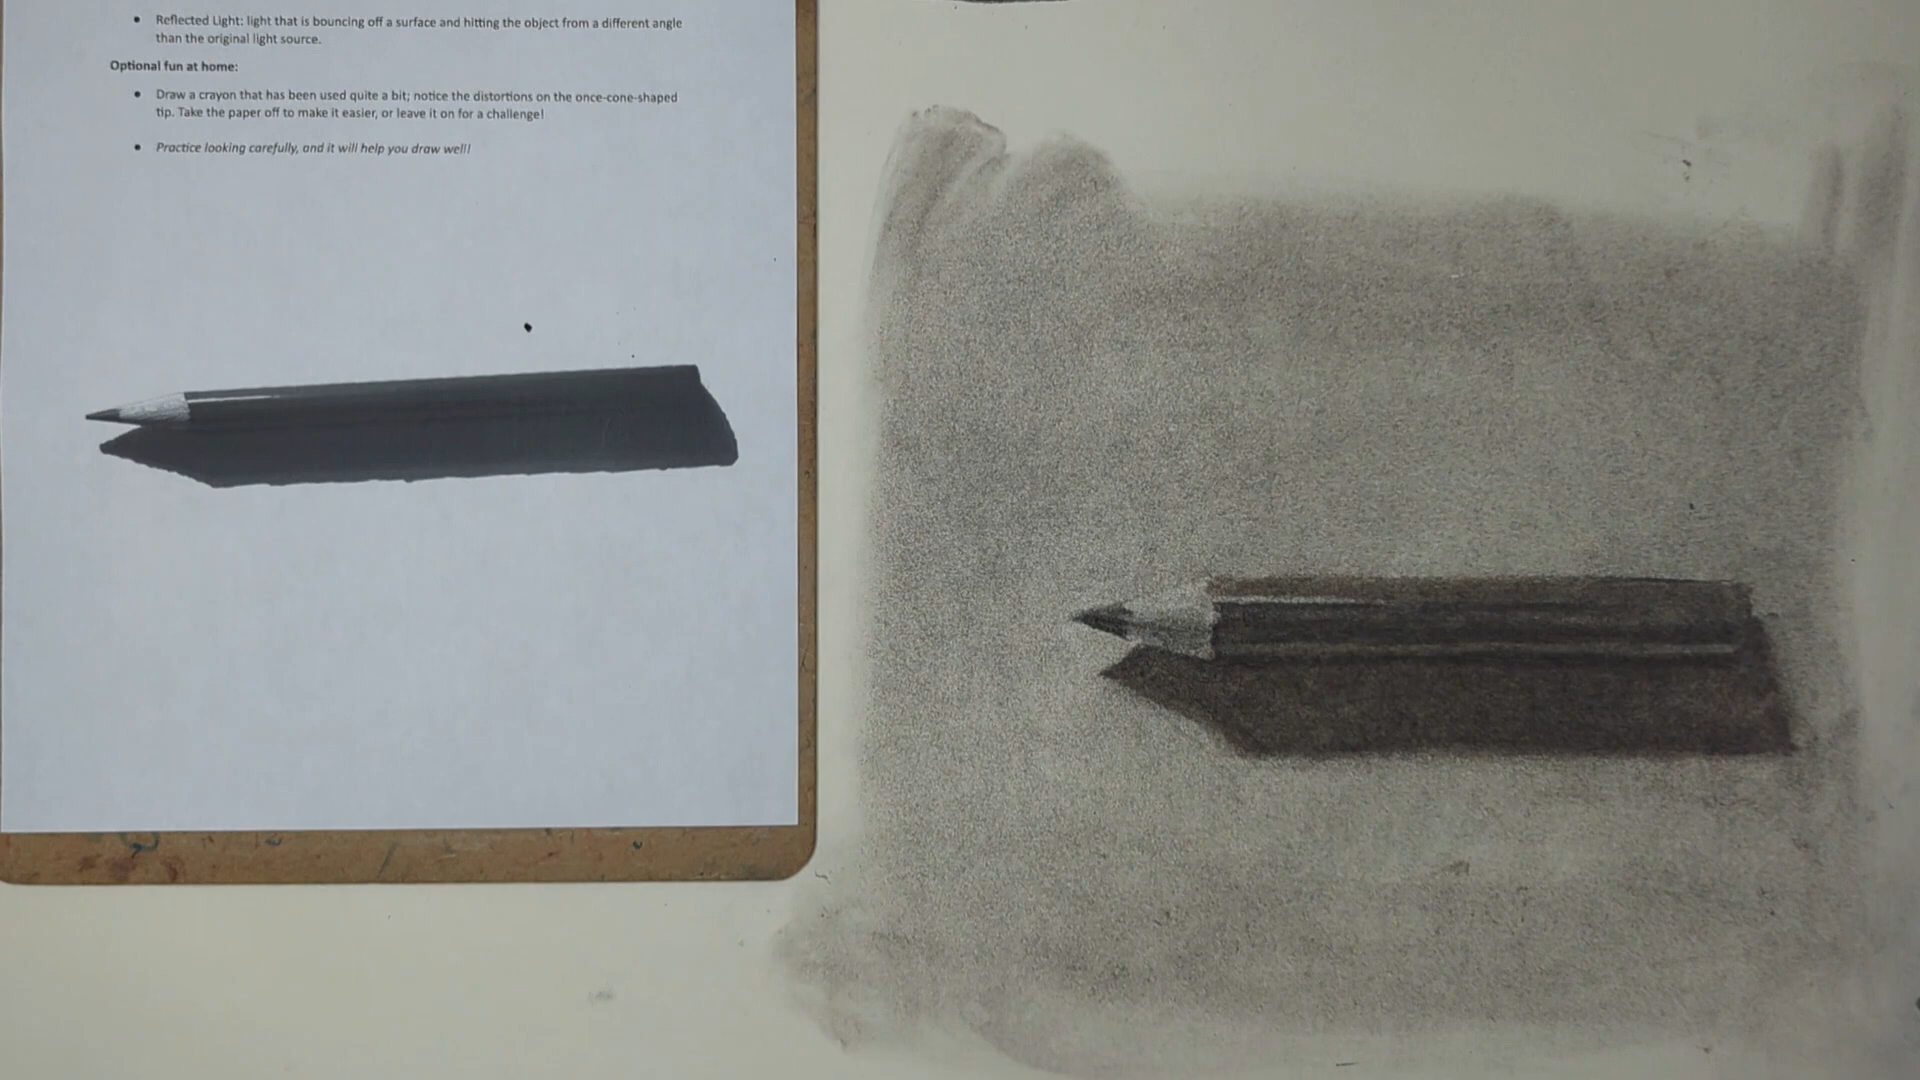 • Reflected Light: light that is bouncing off a surface and hitting the object from a different angle
than the original light source.
Optional fun at home:
• Draw a crayon that has been used quite a bit; notice the distortions on the once-cone-shaped
tip. Take the paper off to make it easier, or leave it on for a challenge!
• Practice looking carefully, and it will help you draw well!